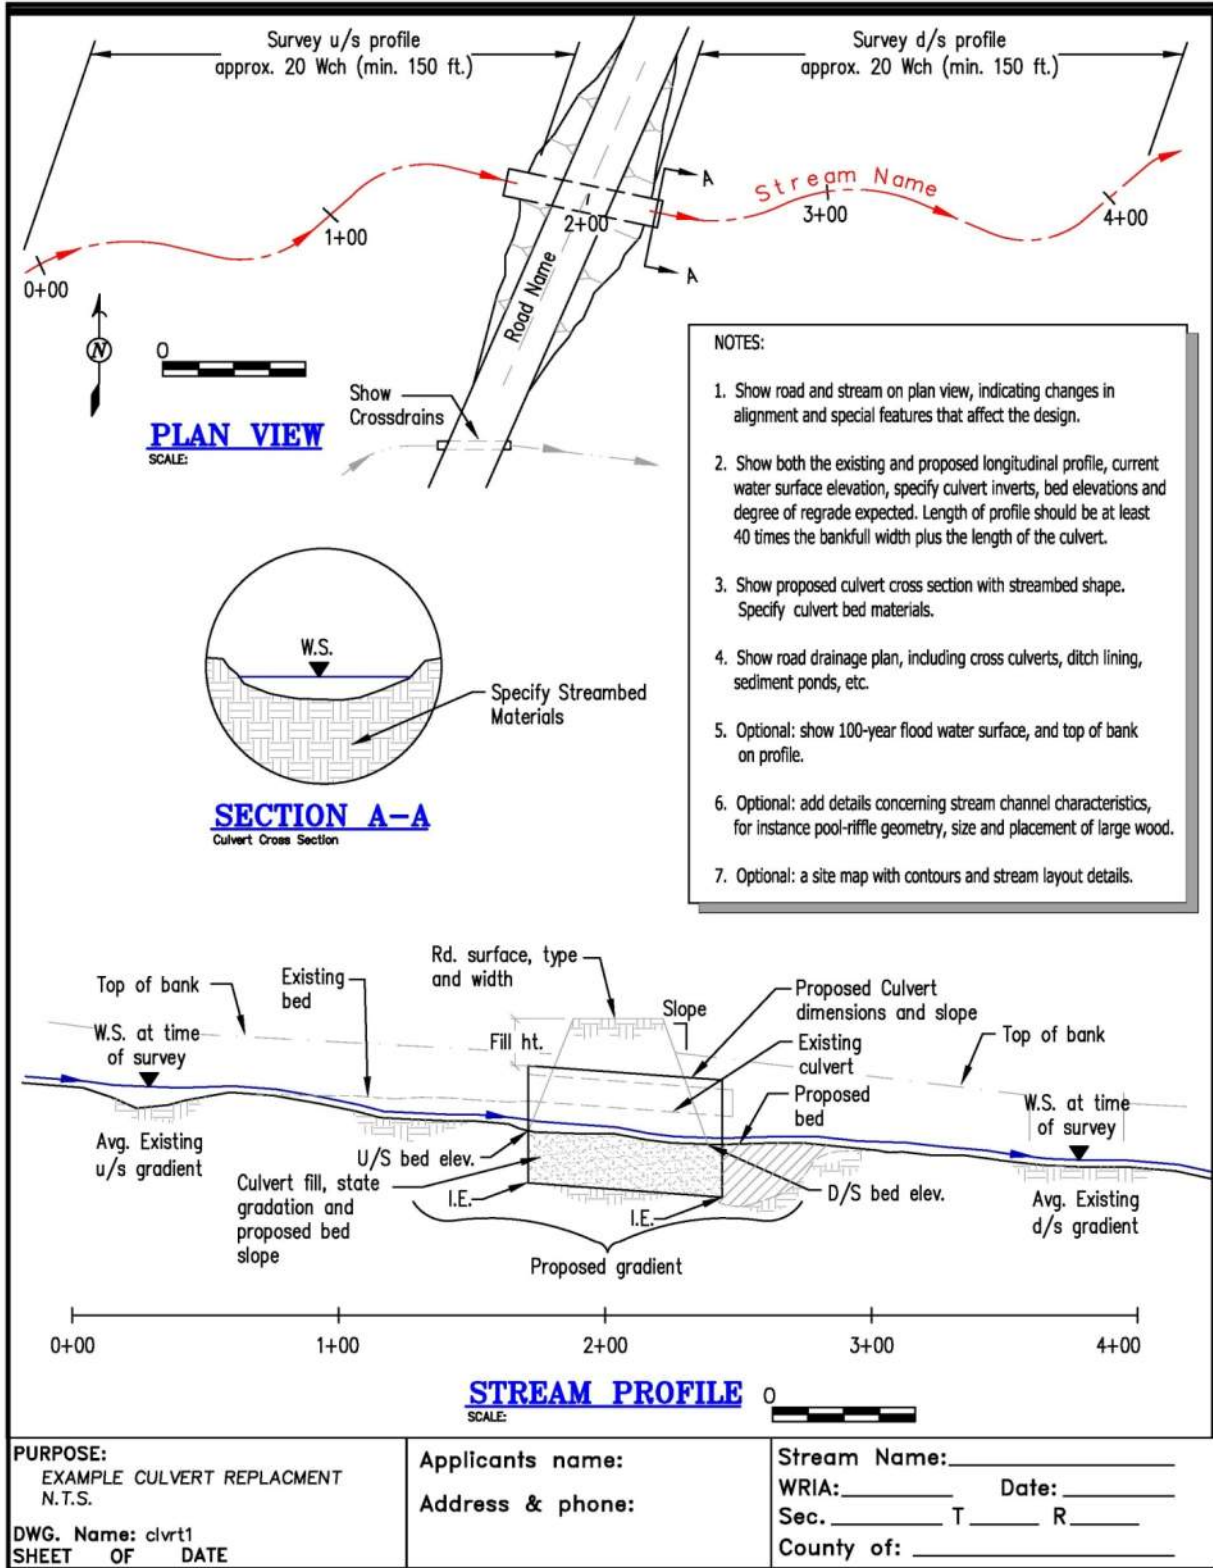 Survey u/s profile
approx. 20 Wch (min. 150 ft.)
Survey d/s profile
approx. 20 Wch (min. 150 ft.)
A
Stream Name
0+00
1+00
2+00
3+00
4+00
A
Road Name
N
0
PLAN VIEW
SCALE:
Show
Crossdrains
NOTES:
1. Show road and stream on plan view, indicating changes in
alignment and special features that affect the design.
2. Show both the existing and proposed longitudinal profile, current
water surface elevation, specify culvert inverts, bed elevations and
degree of regrade expected. Length of profile should be at least
40 times the bankfull width plus the length of the culvert.
3. Show proposed culvert cross section with streambed shape.
Specify culvert bed materials.
4. Show road drainage plan, including cross culverts, ditch lining,
sediment ponds, etc.
5. Optional: show 100-year flood water surface, and top of bank
on profile.
6. Optional: add details concerning stream channel characteristics,
for instance pool-riffle geometry, size and placement of large wood.
7. Optional: a site map with contours and stream layout details.
W.S.
Specify Streambed
Materials
SECTION A-A
Culvert Cross Section
Top of bank
Existing
bed
Rd. surface, type
and width
Slope
Proposed Culvert
dimensions and slope
W.S. at time
of survey
Fill ht.
Existing
culvert
Top of bank
Proposed
bed
W.S. at time
of survey
Avg. Existing
u/s gradient
U/S bed elev.
Culvert fill, state
gradation and
proposed bed
slope
I.E.
I.E.
D/S bed elev.
Avg. Existing
d/s gradient
Proposed gradient
0+00
1+00
2+00
3+00
4+00
STREAM PROFILE
SCALE:
0
PURPOSE:
EXAMPLE CULVERT REPLACMENT
N.T.S.
DWG. Name: clvrt1
SHEET OF DATE
Applicants name:
Address & phone:
Stream Name:
WRIA: Date:
Sec. T R
County of: